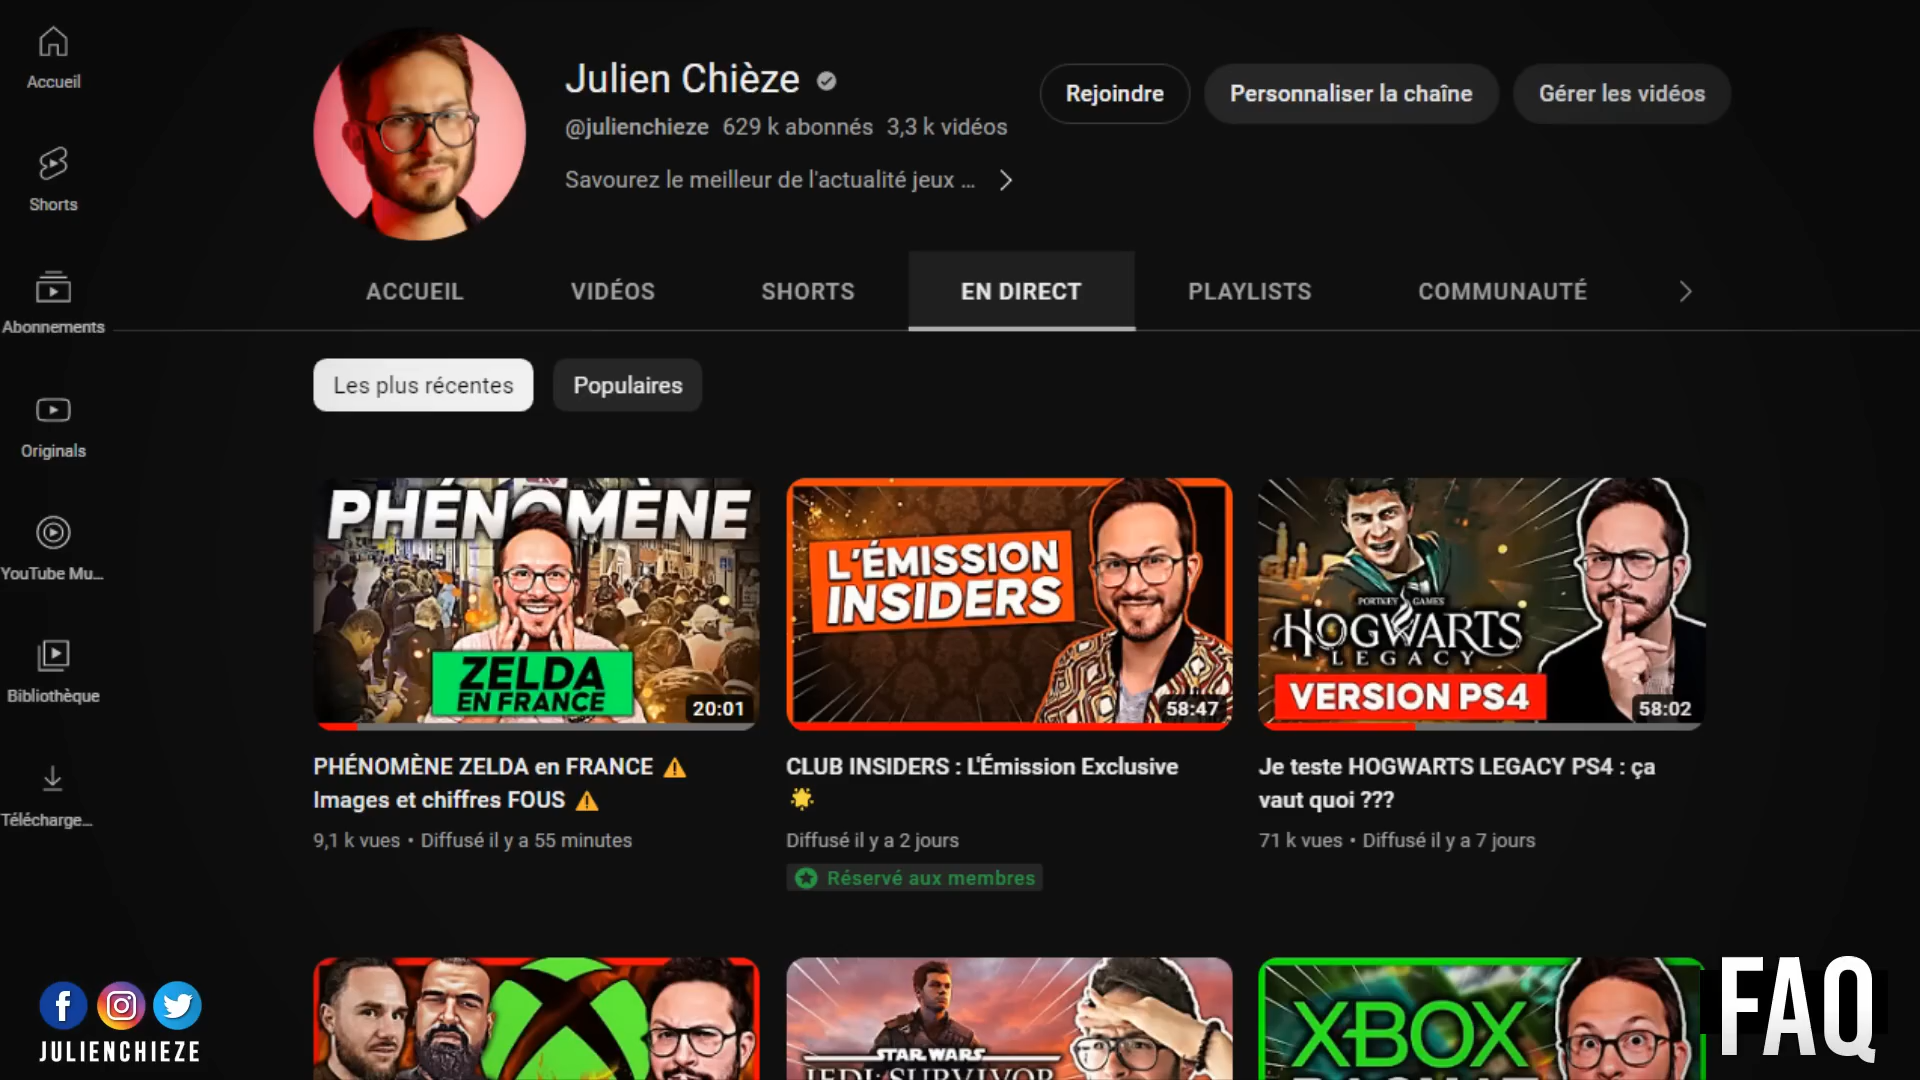 Accueil
Shorts
Abonnements
Originals
YouTube Mu...
Bibliothèque
Télécharge...
Julien Chièze
@julienchieze 629 k abonnés 3,3 k vidéos
Savourez le meilleur de l'actualité jeux ...
Rejoindre
Personnaliser la chaîne
Gérer les vidéos
ACCUEIL
VIDÉOS
SHORTS
EN DIRECT
PLAYLISTS
COMMUNAUTÉ
Les plus récentes
Populaires
PHÉNOMÈNE
ZELDA
EN FRANCE
20:01
PHÉNOMÈNE ZELDA en FRANCE ⚠️
Images et chiffres FOUS ⚠️
9,1 k vues • Diffusé il y a 55 minutes
L'ÉMISSION
INSIDERS
58:47
CLUB INSIDERS : L'Émission Exclusive
🌟
Diffusé il y a 2 jours
Réservé aux membres
PORTKEY GAMES
HOGWARTS
LEGACY
VERSION PS4
58:02
Je teste HOGWARTS LEGACY PS4 : ça
vaut quoi ???
71 k vues • Diffusé il y a 7 jours
STAR WARS
JEDI: SURVIVOR
XBOX
FAQ
JULIENCHIEZE